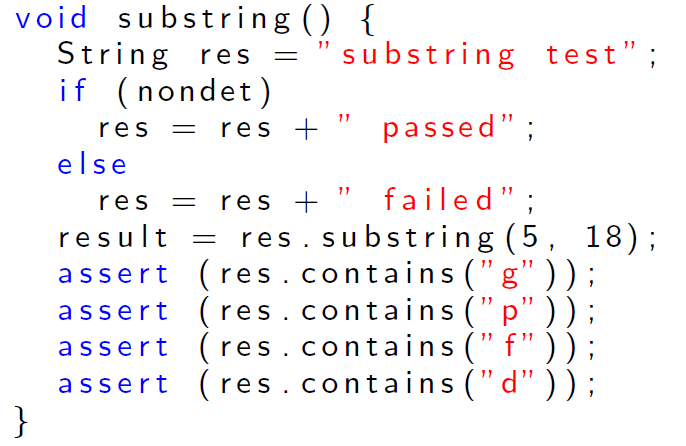 void substring() {
  String res = "substring test";
  if (nondet)
    res = res + " passed";
  else
    res = res + " failed";
  result = res.substring(5, 18);
  assert (res.contains("g"));
  assert (res.contains("p"));
  assert (res.contains("f"));
  assert (res.contains("d"));
}